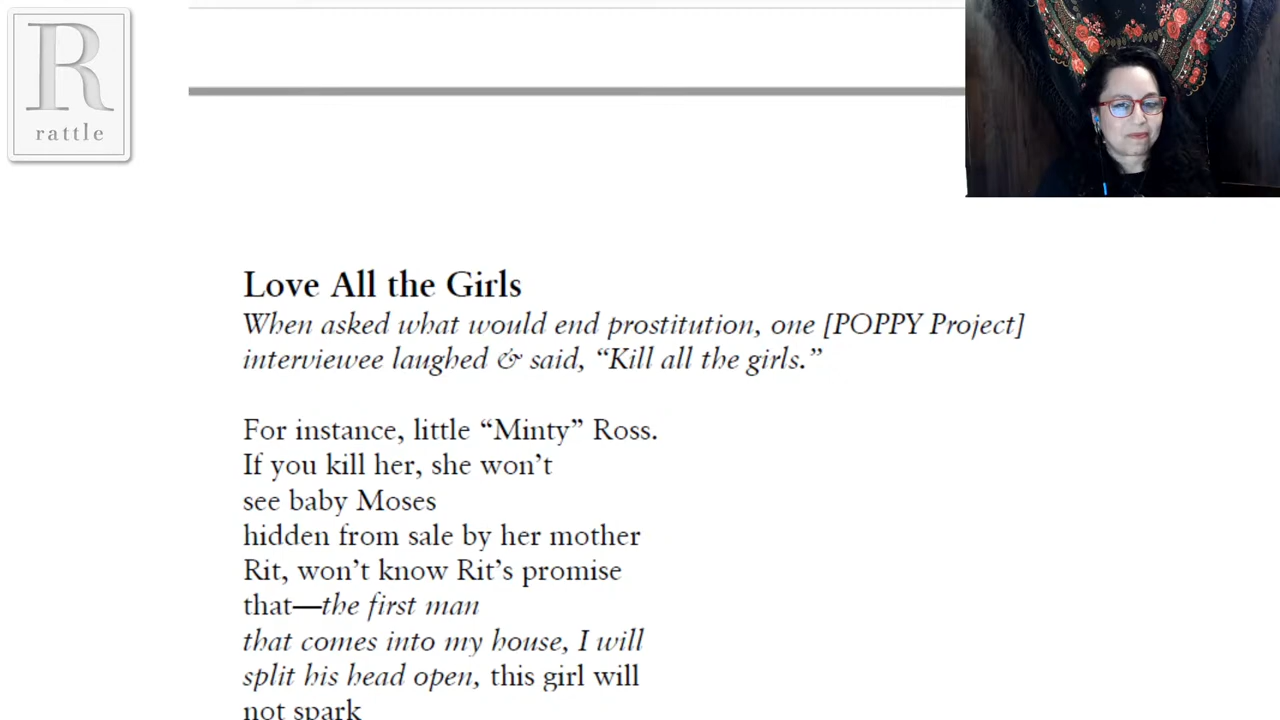 R
rattle
Love All the Girls
When asked what would end prostitution, one [POPPY Project]
interviewee laughed & said, “Kill all the girls.”
For instance, little “Minty” Ross.
If you kill her, she won’t
see baby Moses
hidden from sale by her mother
Rit, won’t know Rit’s promise
that—the first man
that comes into my house, I will
split his head open, this girl will
not spark